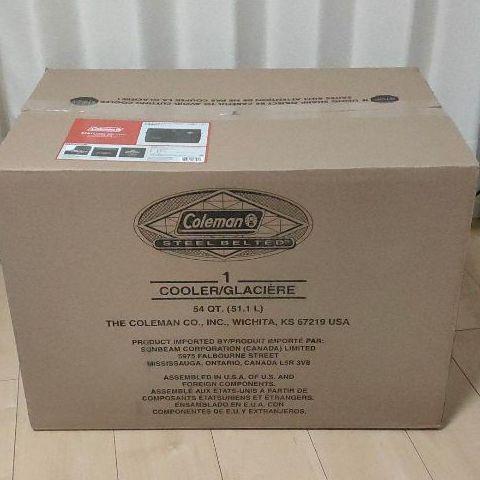 Coleman
Coleman
STEEL BELTED
1
COOLER/GLACIÈRE
54 QT. (51.1 L)
THE COLEMAN CO., INC., WICHITA, KS 67219 USA
PRODUCT IMPORTED BY/PRODUIT IMPORTÉ PAR:
SUNBEAM CORPORATION (CANADA) LIMITED
5975 FALBOURNE STREET
MISSISSAUGA, ONTARIO, CANADA L5R 3V8
ASSEMBLED IN U.S.A. OF U.S. AND
FOREIGN COMPONENTS.
ASSEMBLÉ AUX ÉTATS-UNIS À PARTIR DE
COMPOSANTS ÉTATSUNIENS ET ÉTRANGERS.
ENSAMBLADO EN E.U.A. CON
COMPONENTES DE E.U.Y EXTRANJEROS.